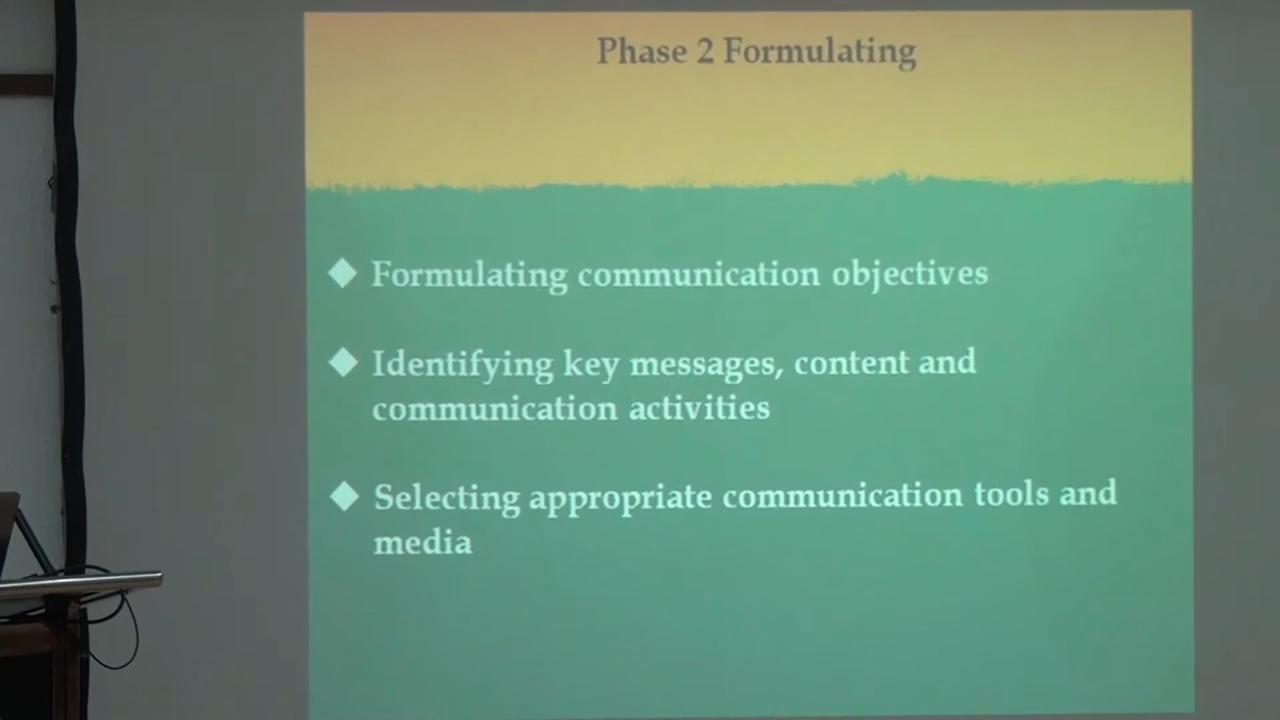 Phase 2 Formulating
Formulating communication objectives
Identifying key messages, content and
communication activities
Selecting appropriate communication tools and
media